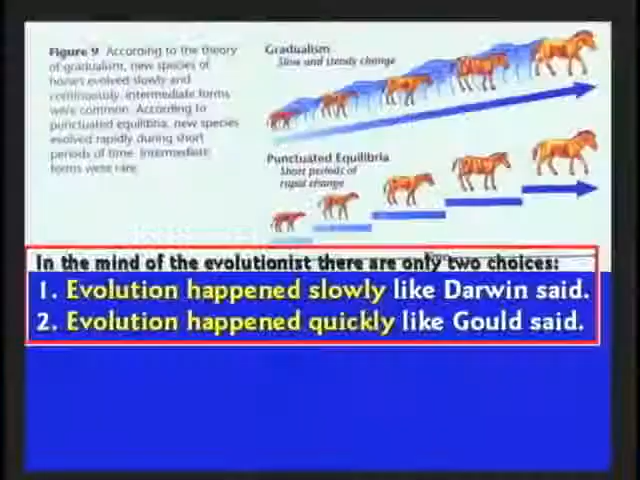 Figure 9 According to the theory
of gradualism, new species of
horses evolved slowly and
continuously. Intermediate forms
were common. According to
punctuated equilibria, new species
evolved rapidly during short
periods of time. Intermediate
forms were rare.
Gradualism
Slow and steady change
Punctuated Equilibria
Short periods of
rapid change
In the mind of the evolutionist there are only two choices:
1. Evolution happened slowly like Darwin said.
2. Evolution happened quickly like Gould said.